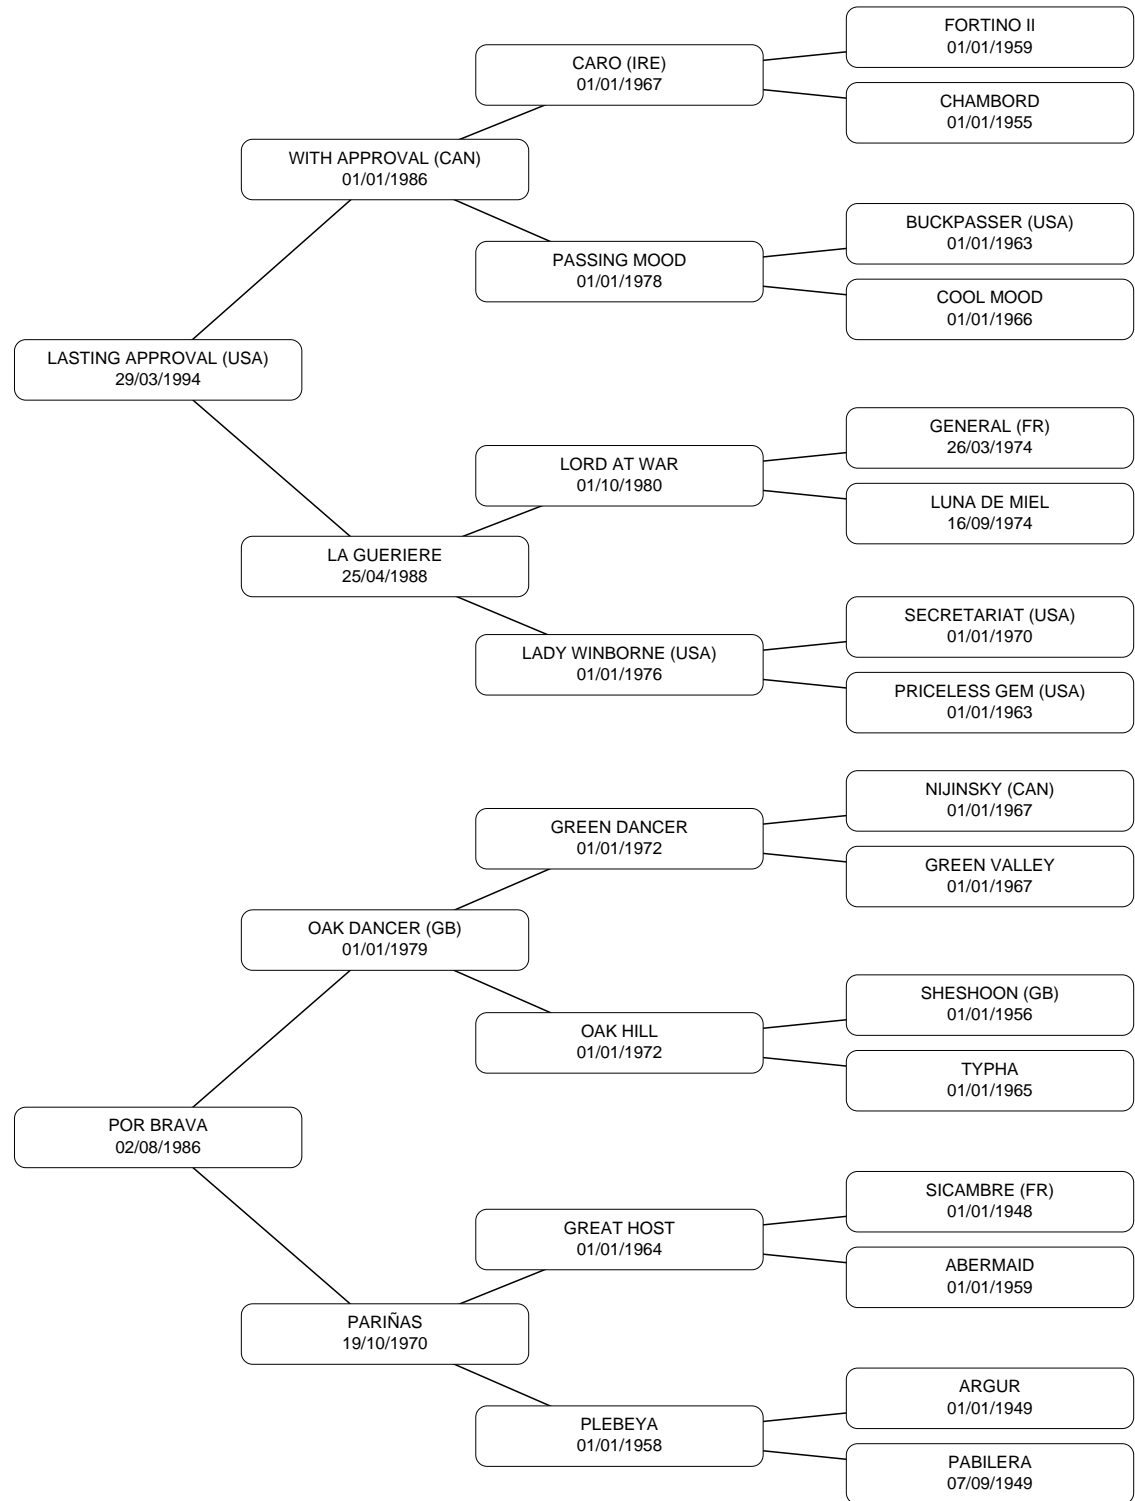 FORTINO II
01/01/1959
CARO (IRE)
01/01/1967
CHAMBORD
01/01/1955
WITH APPROVAL (CAN)
01/01/1986
BUCKPASSER (USA)
01/01/1963
PASSING MOOD
01/01/1978
COOL MOOD
01/01/1966
LASTING APPROVAL (USA)
29/03/1994
GENERAL (FR)
26/03/1974
LORD AT WAR
01/10/1980
LUNA DE MIEL
16/09/1974
LA GUERIERE
25/04/1988
SECRETARIAT (USA)
01/01/1970
LADY WINBORNE (USA)
01/01/1976
PRICELESS GEM (USA)
01/01/1963
NIJINSKY (CAN)
01/01/1967
GREEN DANCER
01/01/1972
GREEN VALLEY
01/01/1967
OAK DANCER (GB)
01/01/1979
SHESHOON (GB)
01/01/1956
OAK HILL
01/01/1972
TYPHA
01/01/1965
POR BRAVA
02/08/1986
SICAMBRE (FR)
01/01/1948
GREAT HOST
01/01/1964
ABERMAID
01/01/1959
PARIÑAS
19/10/1970
ARGUR
01/01/1949
PLEBEYA
01/01/1958
PABILERA
07/09/1949